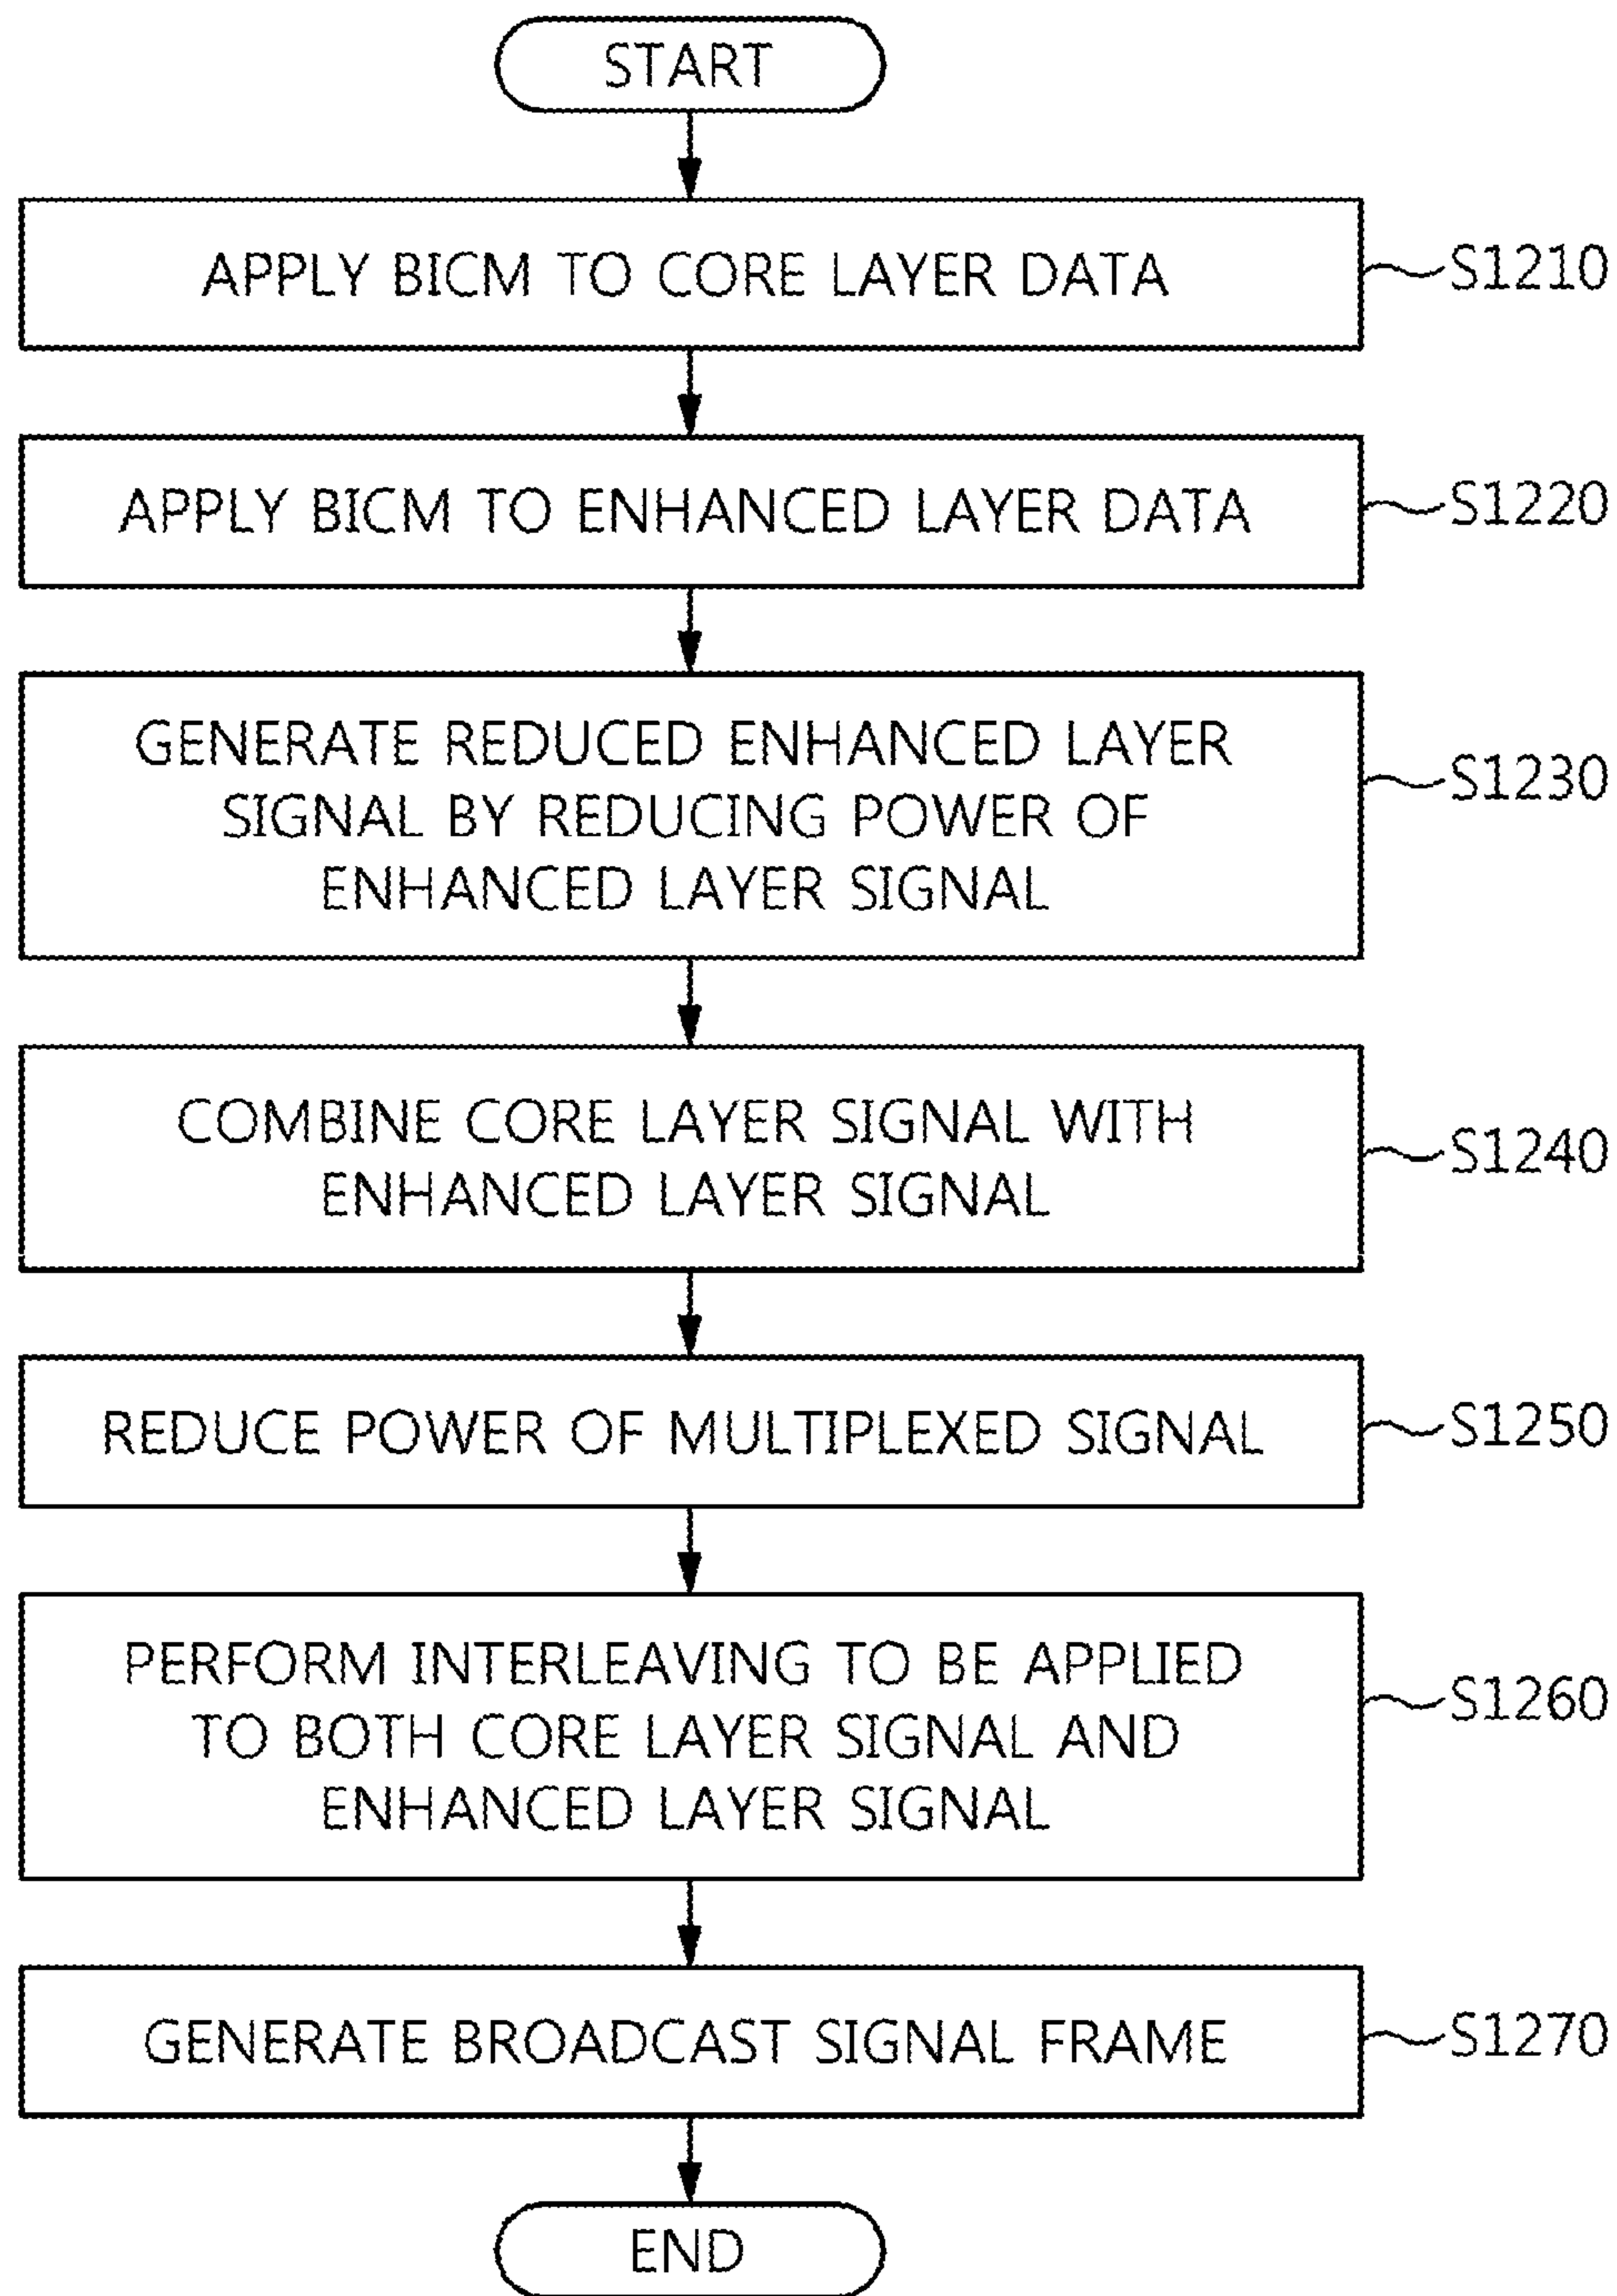 START
APPLY BICM TO CORE LAYER DATA
S1210
APPLY BICM TO ENHANCED LAYER DATA
S1220
GENERATE REDUCED ENHANCED LAYER
SIGNAL BY REDUCING POWER OF
ENHANCED LAYER SIGNAL
S1230
COMBINE CORE LAYER SIGNAL WITH
ENHANCED LAYER SIGNAL
S1240
REDUCE POWER OF MULTIPLEXED SIGNAL
S1250
PERFORM INTERLEAVING TO BE APPLIED
TO BOTH CORE LAYER SIGNAL AND
ENHANCED LAYER SIGNAL
S1260
GENERATE BROADCAST SIGNAL FRAME
S1270
END